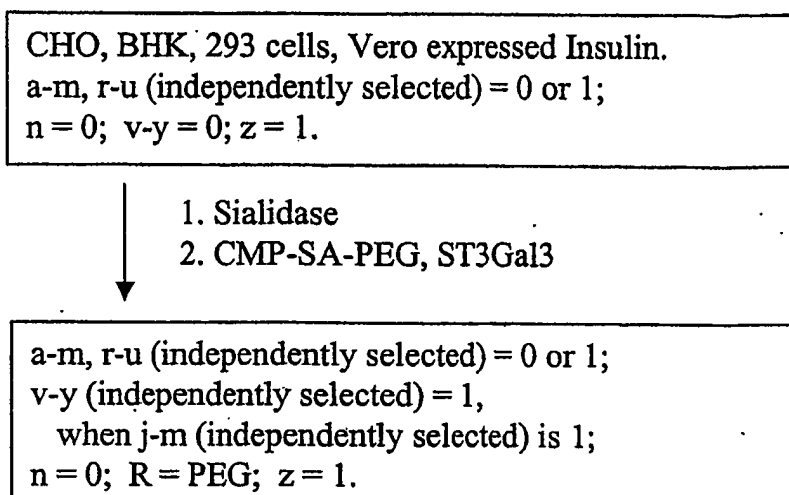 CHO, BHK, 293 cells, Vero expressed Insulin.
a-m, r-u (independently selected) = 0 or 1;
n = 0; v-y = 0; z = 1.
1. Sialidase
2. CMP-SA-PEG, ST3Gal3
a-m, r-u (independently selected) = 0 or 1;
v-y (independently selected) = 1,
when j-m (independently selected) is 1;
n = 0; R = PEG; z = 1.